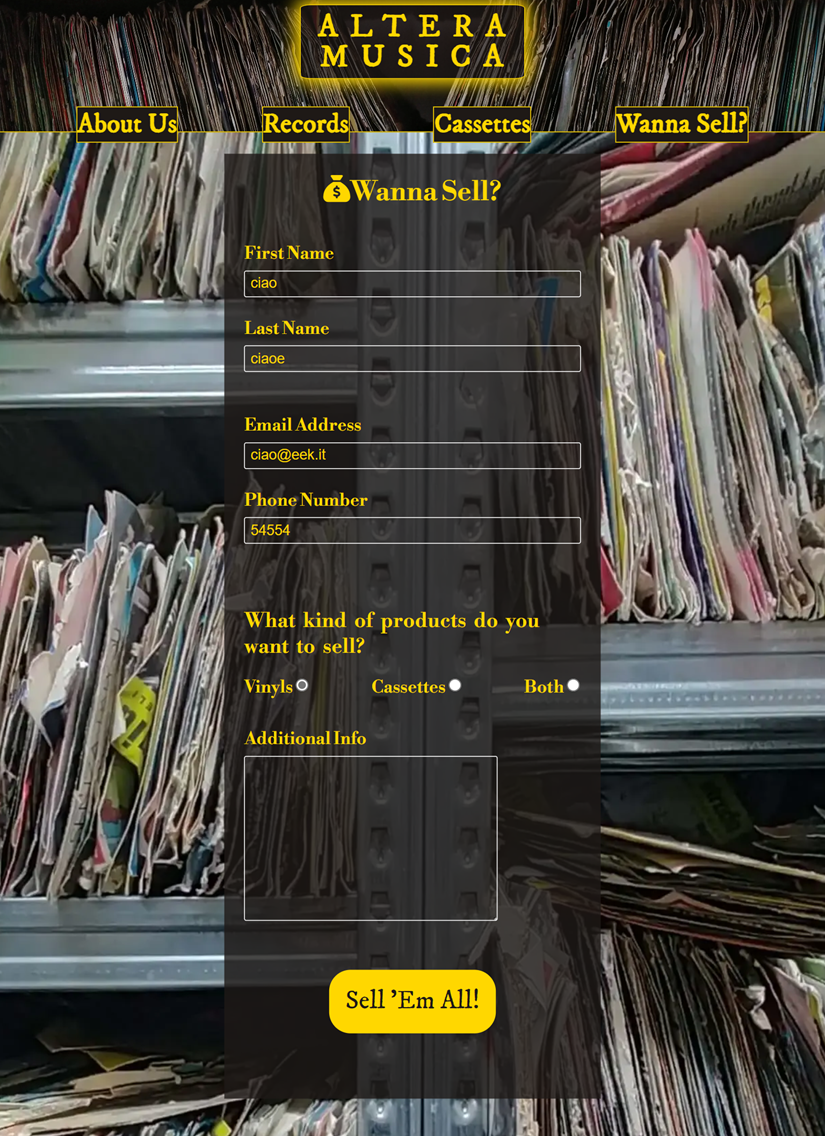 ALTERA
MUSICA
About Us Records Cassettes Wanna Sell?
Wanna Sell?
First Name
ciao
Last Name
ciaoe
Email Address
ciao@eek.it
Phone Number
54554
What kind of products do you
want to sell?
Vinyls Cassettes Both
Additional Info
Sell ’Em All!